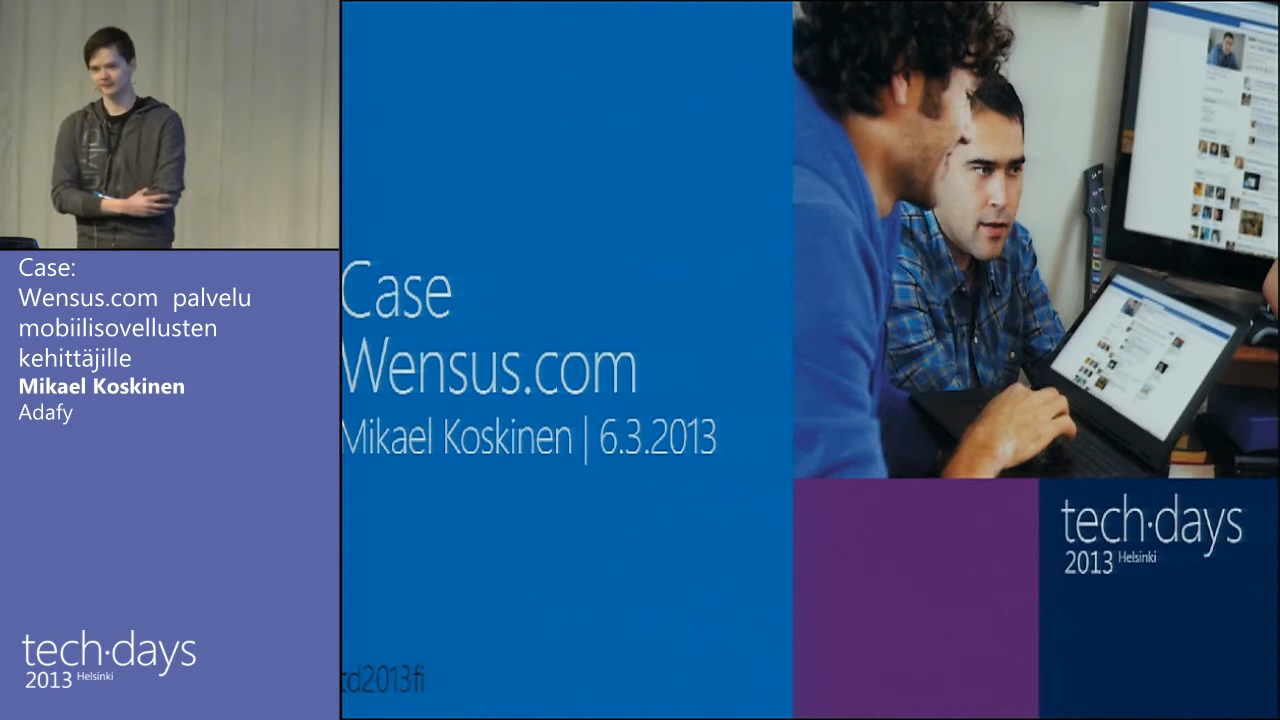 Case:
Wensus.com palvelu
mobiilisovellusten
kehittäjille
Mikael Koskinen
Adafy
tech·days
2013 Helsinki
Case
Wensus.com
Mikael Koskinen | 6.3.2013
td2013fi
tech·days
2013 Helsinki